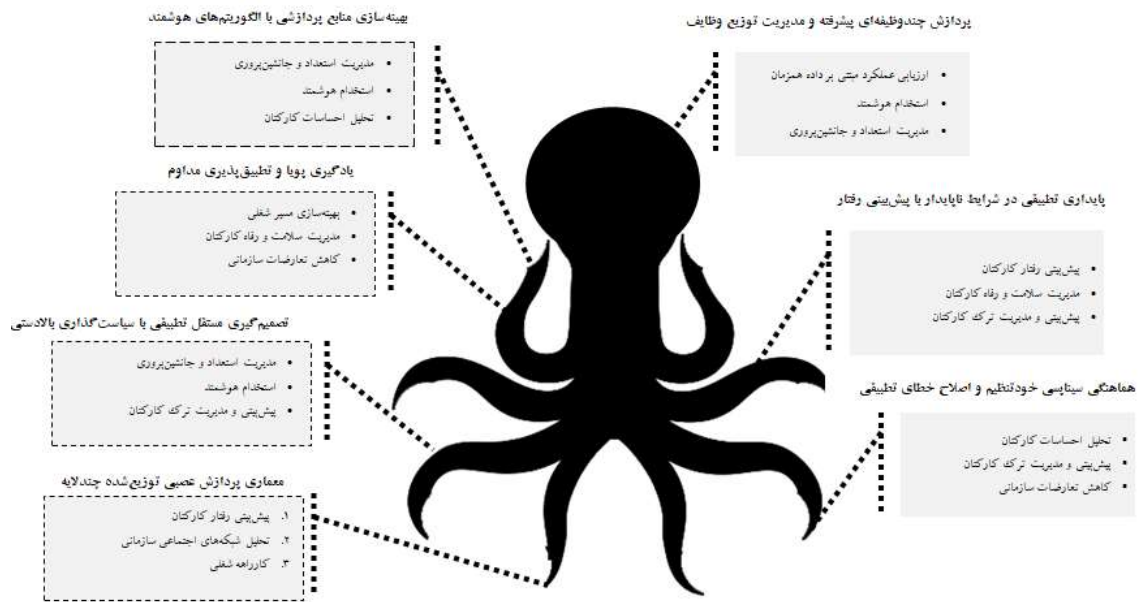 پردازش چندوظیفه‌ای پیشرفته و مدیریت توزیع وظایف
• ارزیابی عملکرد مبتنی بر داده همزمان
• استخدام هوشمند
• مدیریت استعداد و جانشین‌پروری
پایداری تطبیقی در شرایط ناپایدار با پیش‌بینی رفتار
• پیش‌بینی رفتار کارکنان
• مدیریت سلامت و رفاه کارکنان
• پیش‌بینی و مدیریت ترک کارکنان
هماهنگی سیناپسی خودتنظیم و اصلاح خطای تطبیقی
▪ تحلیل احساسات کارکنان
▪ پیش‌بینی و مدیریت ترک کارکنان
▪ کاهش تعارضات سازمانی
بهینه‌سازی منابع پردازشی با الگوریتم‌های هوشمند
• مدیریت استعداد و جانشین‌پروری
• استخدام هوشمند
• تحلیل احساسات کارکنان
یادگیری پویا و تطبیق‌پذیری مداوم
• بهینه‌سازی مسیر شغلی
• مدیریت سلامت و رفاه کارکنان
• کاهش تعارضات سازمانی
تصمیم‌گیری مستقل تطبیقی با سیاست‌گذاری بالادستی
• مدیریت استعداد و جانشین‌پروری
• استخدام هوشمند
• پیش‌بینی و مدیریت ترک کارکنان
معماری پردازش عصبی توزیع‌شده چندلایه
۱. پیش‌بینی رفتار کارکنان
۲. تحلیل شبکه‌های اجتماعی سازمانی
۳. کارراهه شغلی